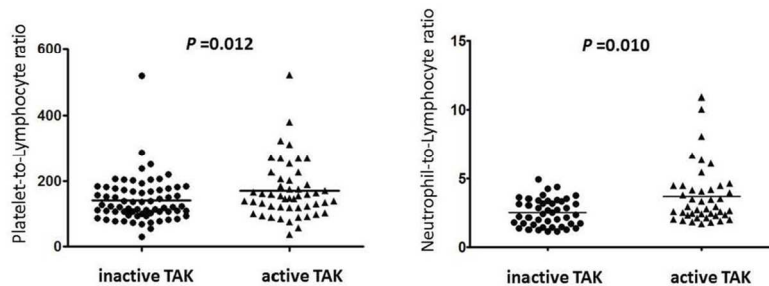 P =0.012
Platelet-to-Lymphocyte ratio
600
400
200
0
inactive TAK
active TAK
P =0.010
Neutrophil-to-Lymphocyte ratio
15
10
5
0
inactive TAK
active TAK